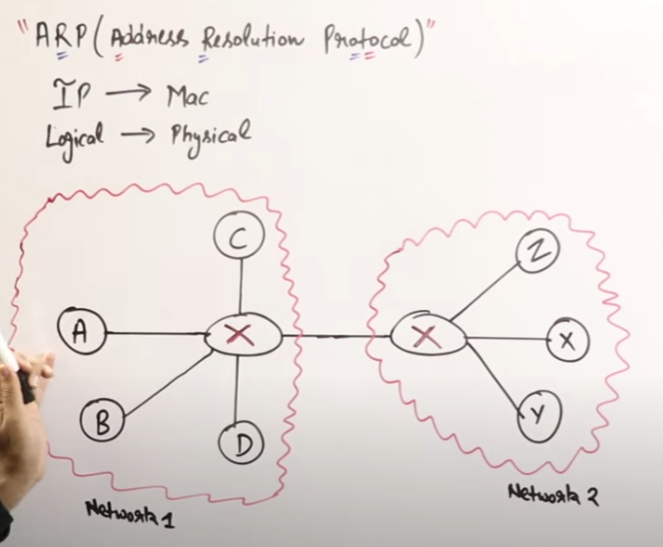 "ARP (Address Resolution Protocol)"
IP → Mac
Logical → Physical
C
Z
A
X
X
X
B
D
Y
Network 1
Network 2